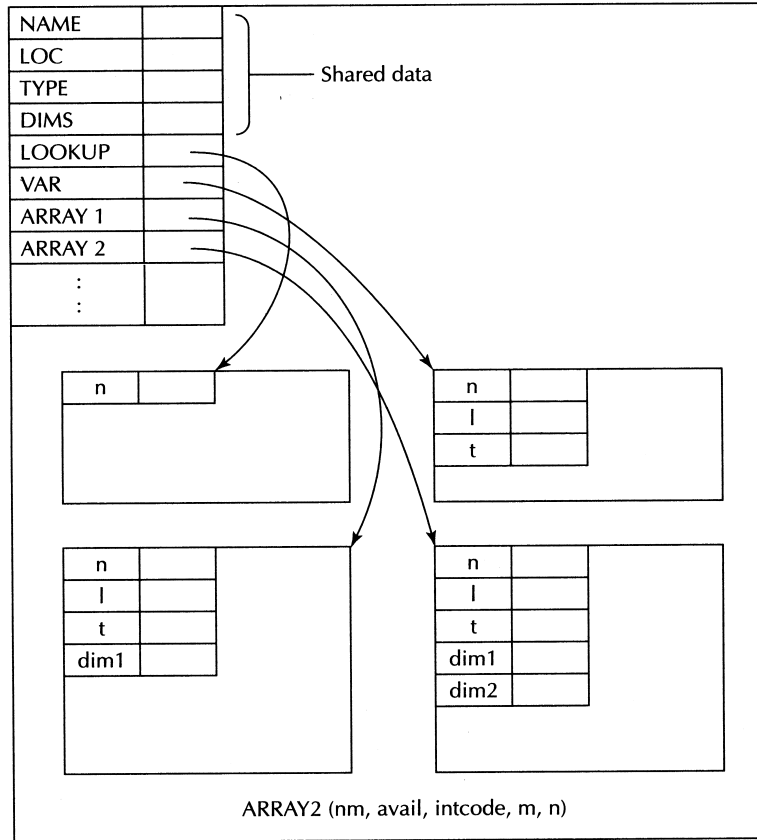 NAME
LOC
TYPE
DIMS
Shared data
LOOKUP
VAR
ARRAY 1
ARRAY 2
n
n
l
t
n
l
t
dim1
n
l
t
dim1
dim2
ARRAY2 (nm, avail, intcode, m, n)